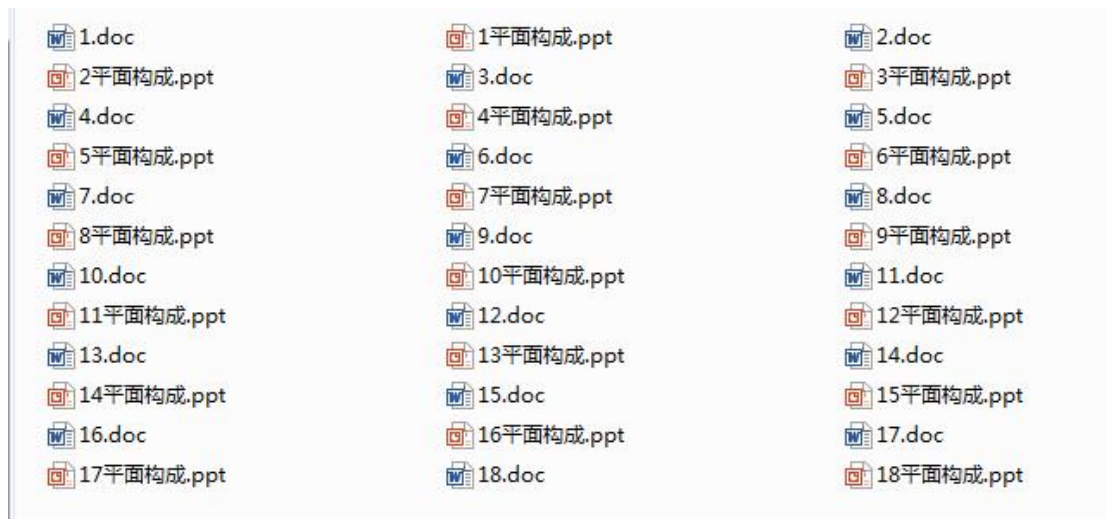 1.doc 1平面构成.ppt 2.doc
2平面构成.ppt 3.doc 3平面构成.ppt
4.doc 4平面构成.ppt 5.doc
5平面构成.ppt 6.doc 6平面构成.ppt
7.doc 7平面构成.ppt 8.doc
8平面构成.ppt 9.doc 9平面构成.ppt
10.doc 10平面构成.ppt 11.doc
11平面构成.ppt 12.doc 12平面构成.ppt
13.doc 13平面构成.ppt 14.doc
14平面构成.ppt 15.doc 15平面构成.ppt
16.doc 16平面构成.ppt 17.doc
17平面构成.ppt 18.doc 18平面构成.ppt